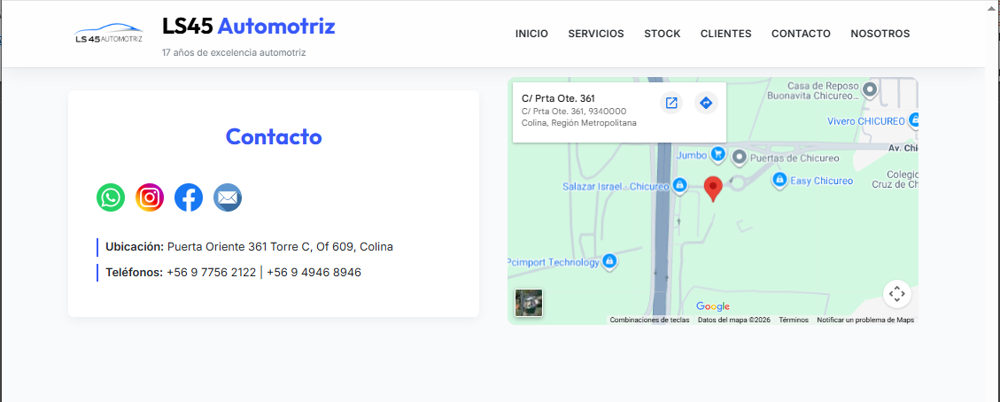 LS45 AUTOMOTRIZ
LS45 Automotriz
17 años de excelencia automotriz
INICIO SERVICIOS STOCK CLIENTES CONTACTO NOSOTROS
Contacto
Ubicación: Puerta Oriente 361 Torre C, Of 609, Colina
Teléfonos: +56 9 7756 2122 | +56 9 4946 8946
C/ Prta Ote. 361
C/ Prta Ote. 361, 9340000
Colina, Región Metropolitana
Casa de Reposo
Buenavita Chicureo...
Vivero CHICUREO
Av. Chi
Jumbo
Puertas de Chicureo
Colegio
Cruz de Ch
Salazar Israel.. Chicureo
Easy Chicureo
Pcimport Technology
Google
Combinaciones de teclas Datos del mapa ©2026 Términos Notificar un problema de Maps